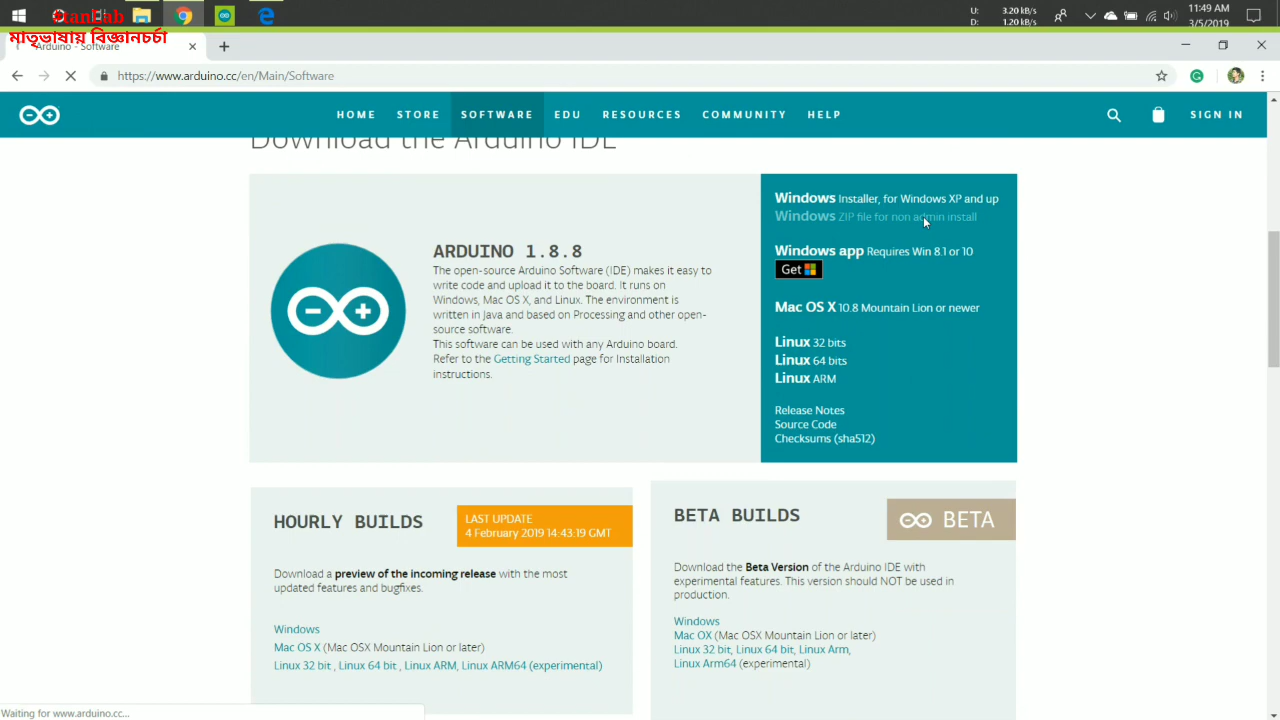 StanLab
মাতৃভাষায় বিজ্ঞানচর্চা
U: 3.20 kB/s
D: 1.20 kB/s
11:49 AM
3/5/2019
Arduino - Software
https://www.arduino.cc/en/Main/Software
HOME STORE SOFTWARE EDU RESOURCES COMMUNITY HELP SIGN IN
Download the Arduino IDE
ARDUINO 1.8.8
The open-source Arduino Software (IDE) makes it easy to
write code and upload it to the board. It runs on
Windows, Mac OS X, and Linux. The environment is
written in Java and based on Processing and other open-
source software.
This software can be used with any Arduino board.
Refer to the Getting Started page for Installation
instructions.
Windows Installer, for Windows XP and up
Windows ZIP file for non admin install
Windows app Requires Win 8.1 or 10
Get
Mac OS X 10.8 Mountain Lion or newer
Linux 32 bits
Linux 64 bits
Linux ARM
Release Notes
Source Code
Checksums (sha512)
HOURLY BUILDS
LAST UPDATE
4 February 2019 14:43:19 GMT
Download a preview of the incoming release with the most
updated features and bugfixes.
Windows
Mac OS X (Mac OSX Mountain Lion or later)
Linux 32 bit , Linux 64 bit , Linux ARM, Linux ARM64 (experimental)
BETA BUILDS
BETA
Download the Beta Version of the Arduino IDE with
experimental features. This version should NOT be used in
production.
Windows
Mac OX (Mac OSX Mountain Lion or later)
Linux 32 bit, Linux 64 bit, Linux Arm,
Linux Arm64 (experimental)
Waiting for www.arduino.cc...